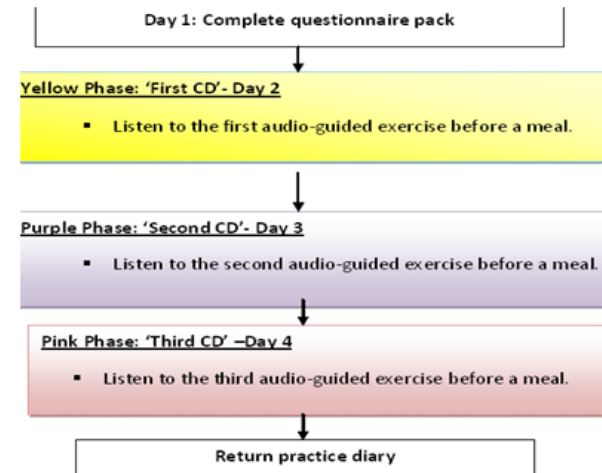 Day 1: Complete questionnaire pack
Yellow Phase: ‘First CD’- Day 2
▪ Listen to the first audio-guided exercise before a meal.
Purple Phase: ‘Second CD’- Day 3
▪ Listen to the second audio-guided exercise before a meal.
Pink Phase: ‘Third CD’ –Day 4
▪ Listen to the third audio-guided exercise before a meal.
Return practice diary